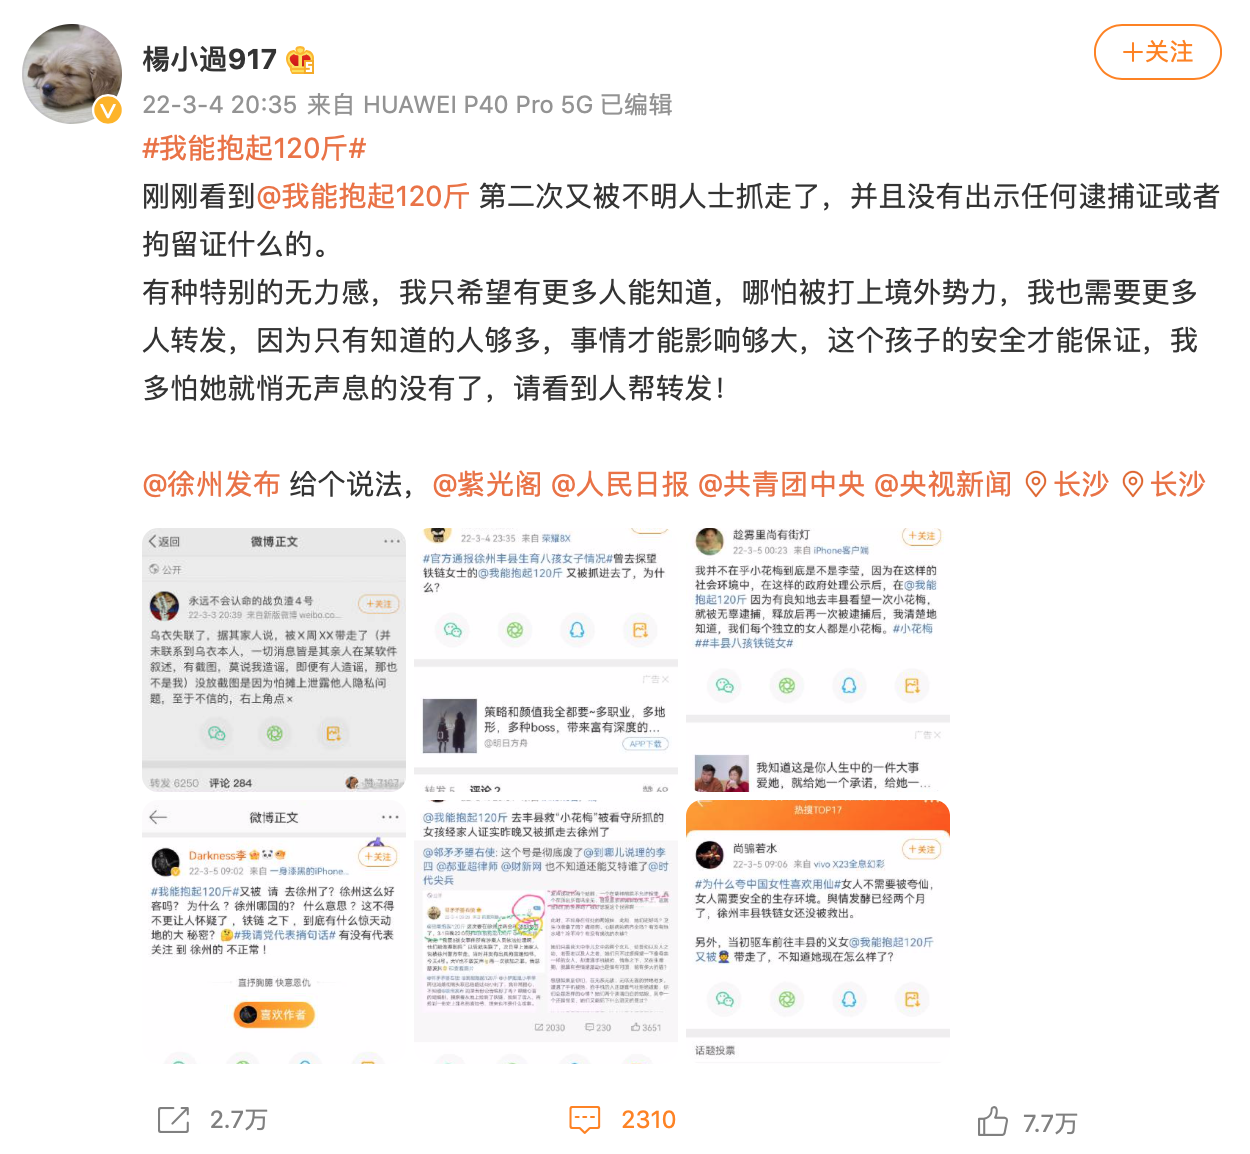 楊小過917
+关注
22-3-4 20:35 来自 HUAWEI P40 Pro 5G 已编辑
#我能抱起120斤#
刚刚看到@我能抱起120斤 第二次又被不明人士抓走了，并且没有出示任何逮捕证或者
拘留证什么的。
有种特别的无力感，我只希望有更多人能知道，哪怕被打上境外势力，我也需要更多
人转发，因为只有知道的人够多，事情才能影响够大，这个孩子的安全才能保证，我
多怕她就悄无声息的没有了，请看到人帮转发！
@徐州发布 给个说法，@紫光阁 @人民日报 @共青团中央 @央视新闻 长沙 长沙
返回 微博正文
公开
永远不会认命的战负渣4号
+关注
22-3-3 20:39 来自新版微博 weibo.co...
乌衣失联了，据其家人说，被X周XX带走了（并
未联系到乌衣本人，一切消息皆是其亲人在某软件
叙述，有截图，莫说我造谣，即便有人造谣，那也
不是我）没放截图是因为怕摊上泄露他人隐私问
题。至于不信的，右上角点×
转发 6250 评论 284 赞 7167
22-3-4 23:35 来自 荣耀8X
#官方通报徐州丰县生育八孩女子情况#曾去探望
铁链女士的@我能抱起120斤 又被抓进去了，为什
么？
广告
策略和颜值我全都要~多职业，多地
形，多种boss，带来富有深度的...
@明日方舟
APP下载
转发 5 评论 2 赞 69
趁雾里尚有街灯
+关注
22-3-5 00:23 来自 iPhone客户端
我并不在乎小花梅到底是不是李莹，因为在这样的
社会环境中，在这样的政府处理公示后，在@我能
抱起120斤 因为有良知地去丰县看望一次小花梅，
就被无辜逮捕，释放后再一次被逮捕后，我清楚地
知道，我们每个独立的女人都是小花梅。#小花梅
##丰县八孩铁链女#
广告
我知道这是你人生中的一件大事
爱她，就给她一个承诺，给她一...
微博正文
Darkness李
+关注
22-3-5 09:02 来自 一身漆黑的iPhone...
#我能抱起120斤#又被 请 去徐州了？徐州这么好
客吗？ 为什么？ 徐州哪国的？ 什么意思？这不得
不更让人怀疑了，铁链 之下，到底有什么惊天动
地的大 秘密？#我请党代表捎句话# 有没有代表
关注 到 徐州的 不正常！
直抒胸臆 快意恩仇
喜欢作者
@我能抱起120斤 去丰县救“小花梅”被看守所抓的
女孩经家人证实昨晚又被抓走去徐州了
@邻矛矛婆右使: 这个号是彻底废了@到哪儿说理的李
四 @郝亚超律师 @财新网 也不知道还能又特谁了@时
代尖兵
2030 230 3651
热搜TOP17
尚骟若水
+关注
22-3-5 09:06 来自 vivo X23全息幻彩
#为什么夸中国女性喜欢用仙#女人不需要被夸仙，
女人需要安全的生存环境。舆情发酵已经两个月
了，徐州丰县铁链女还没被救出。
另外，当初驱车前往丰县的义女@我能抱起120斤
又被 带走了，不知道她现在怎么样了？
话题投票
2.7万 2310 7.7万